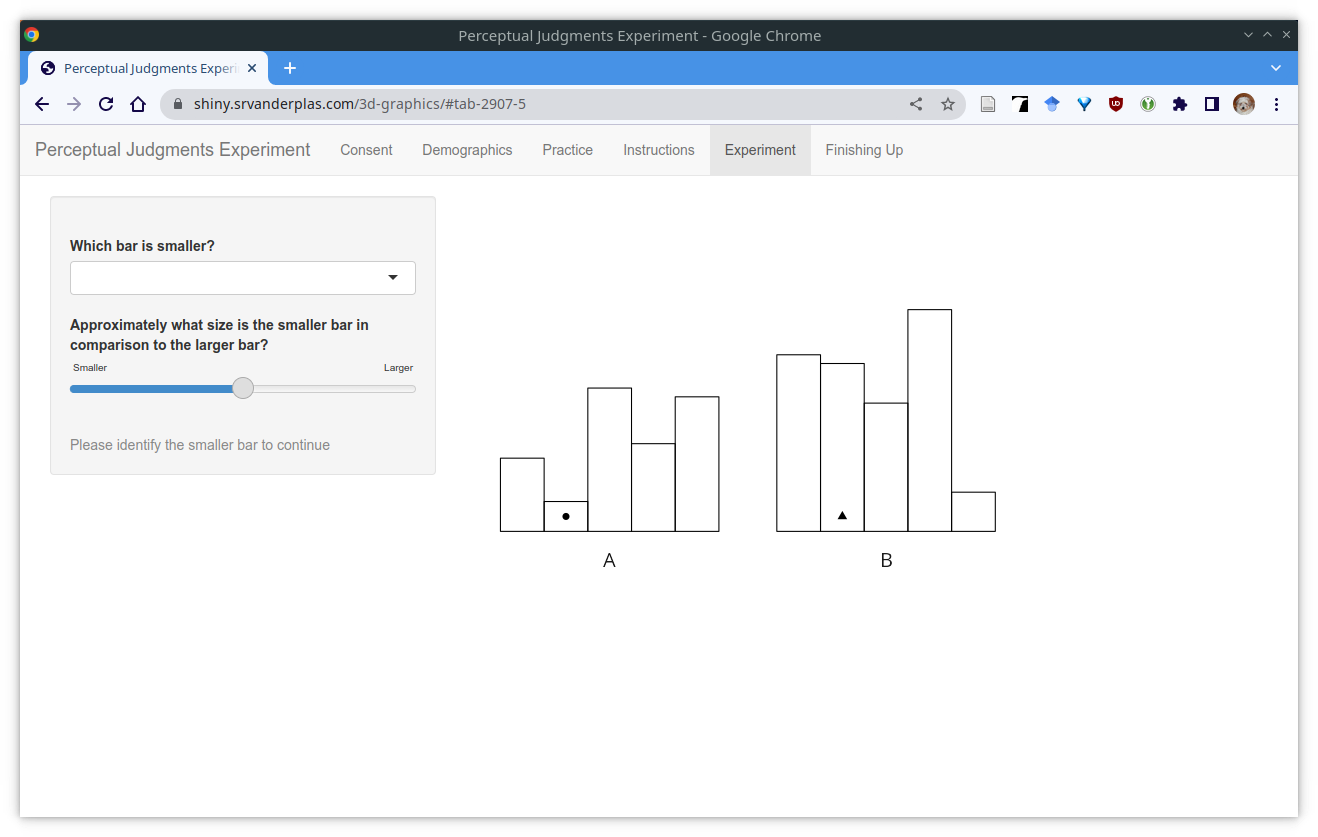 Perceptual Judgments Experiment - Google Chrome
Perceptual Judgments Experi
shiny.srvanderplas.com/3d-graphics/#tab-2907-5
Perceptual Judgments Experiment Consent Demographics Practice Instructions Experiment Finishing Up
Which bar is smaller?
Approximately what size is the smaller bar in
comparison to the larger bar?
Smaller Larger
Please identify the smaller bar to continue
A B